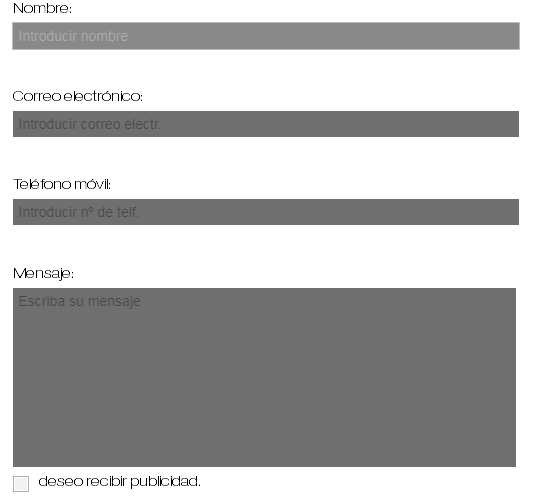 Nombre:
Introducir nombre
Correo electrónico:
Introducir correo electr.
Teléfono móvil:
Introducir nº de telf.
Mensaje:
Escriba su mensaje
deseo recibir publicidad.